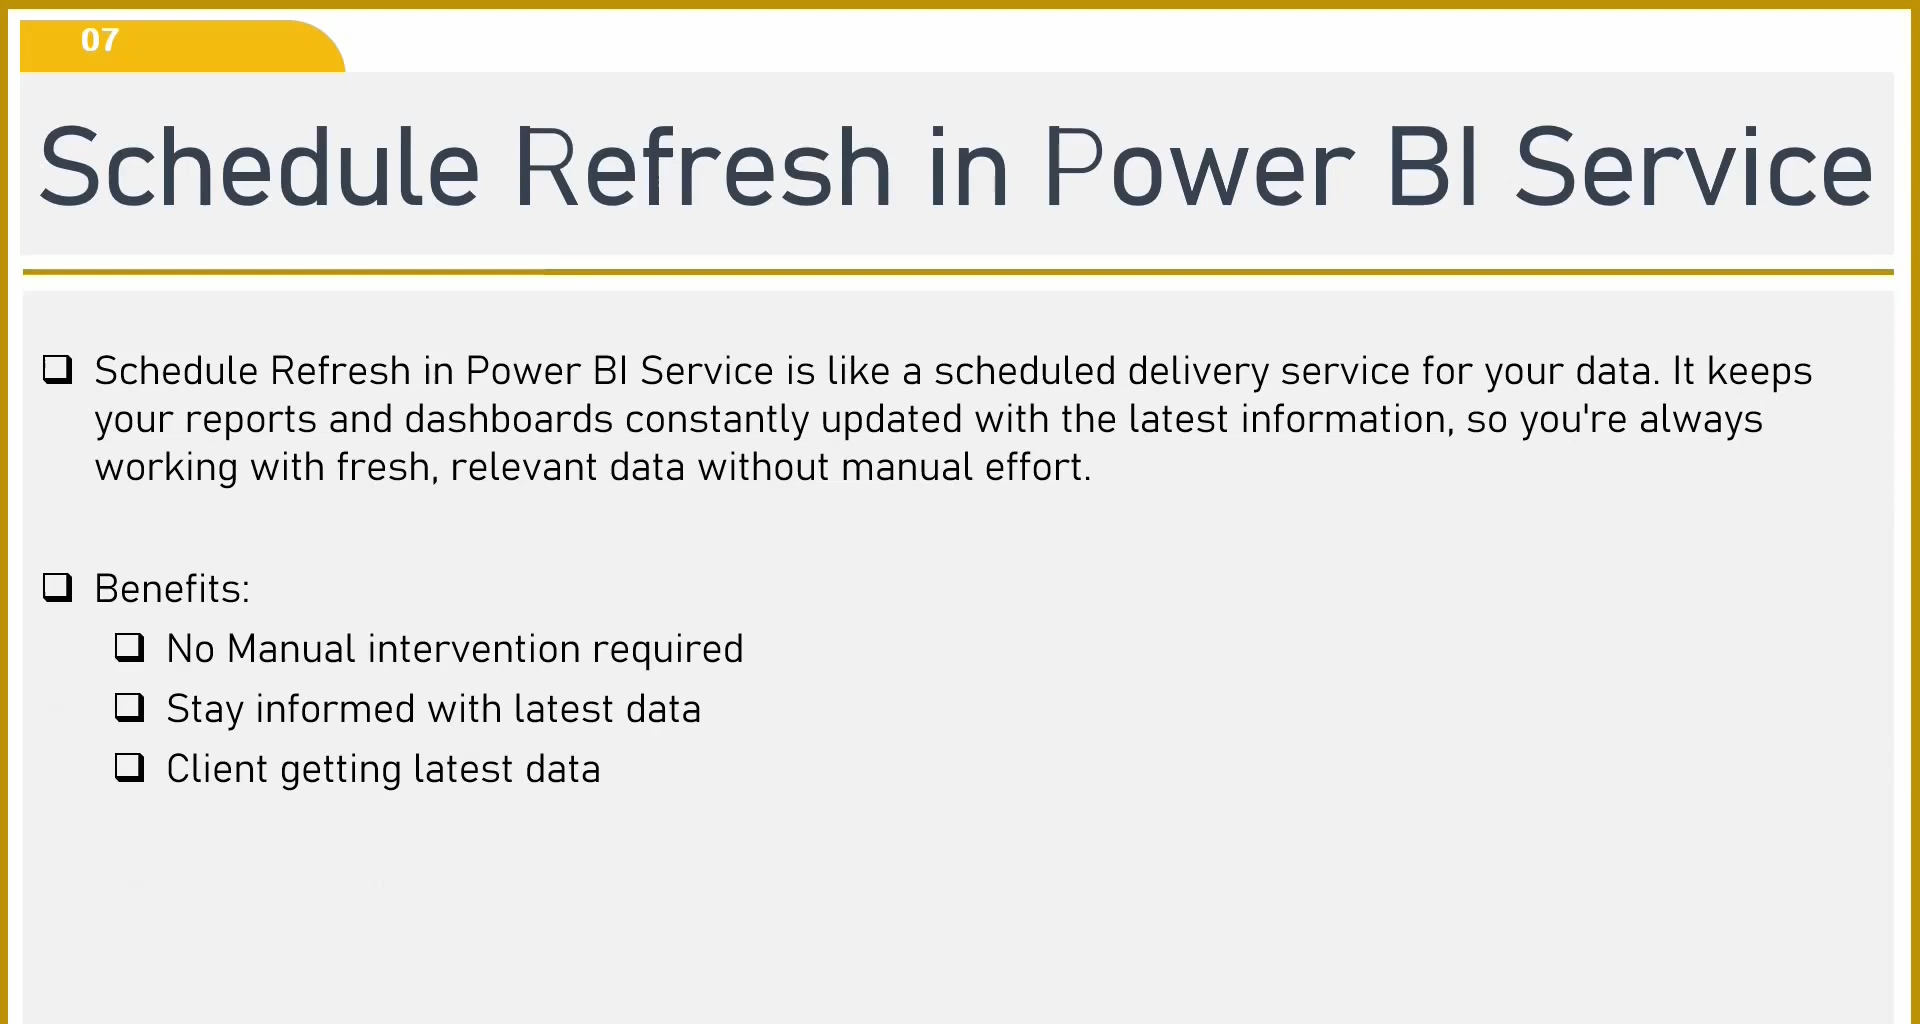 07
Schedule Refresh in Power BI Service
❑ Schedule Refresh in Power BI Service is like a scheduled delivery service for your data. It keeps
your reports and dashboards constantly updated with the latest information, so you're always
working with fresh, relevant data without manual effort.
❑ Benefits:
❑ No Manual intervention required
❑ Stay informed with latest data
❑ Client getting latest data